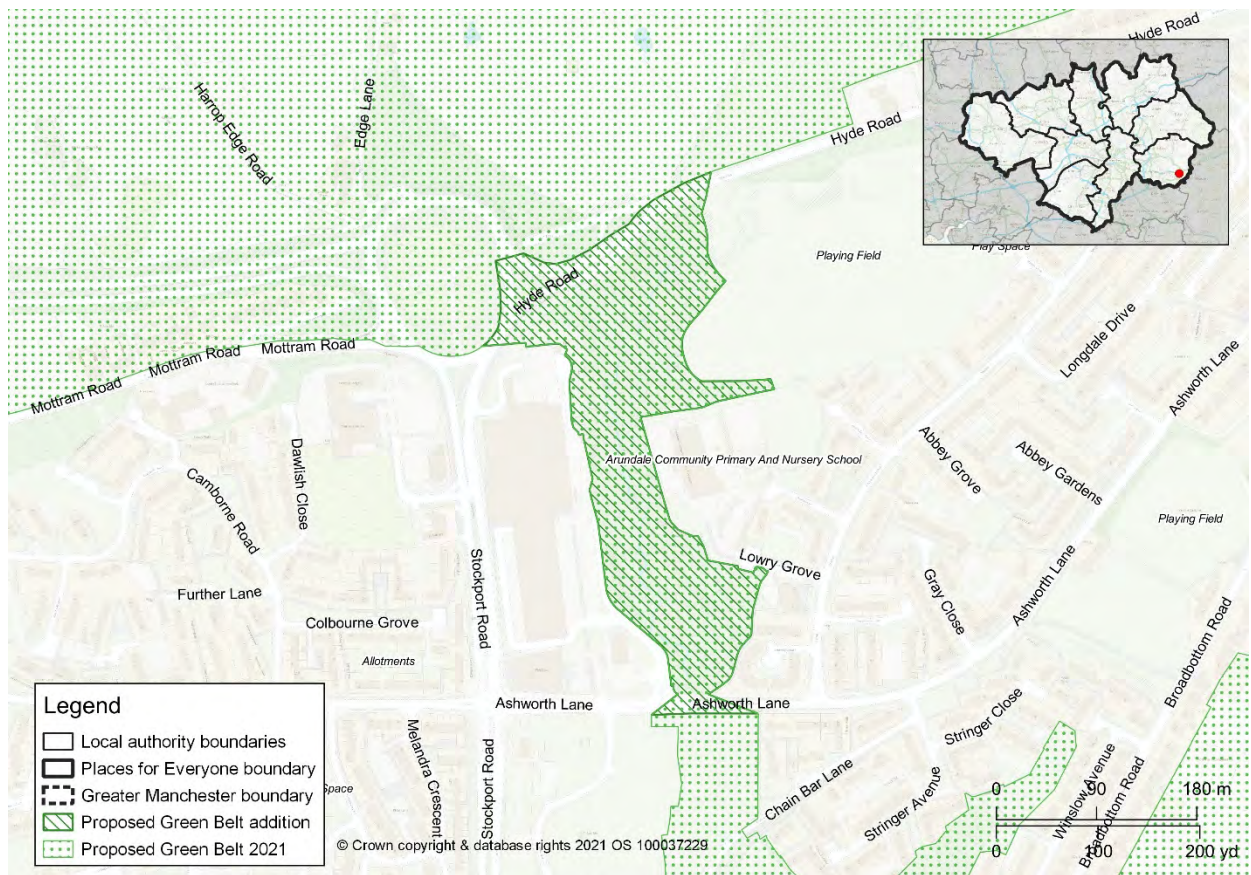 Hyde Road
Harrop Edge Road
Edge Lane
Hyde Road
Playing Field
Play Space
Hyde Road
Longdale Drive
Ashworth Lane
Mottram Road
Mottram Road
Mottram Road
Dawlish Close
Camborne Road
Arundale Community Primary And Nursery School
Abbey Grove
Abbey Gardens
Playing Field
Lowry Grove
Stockport Road
Further Lane
Gray Close
Ashworth Lane
Colbourne Grove
Allotments
Broadbottom Road
Ashworth Lane
Ashworth Lane
Stringer Close
Melandra Crescent
Stockport Road
Chain Bar Lane
Stringer Avenue
Winslow Avenue
Broadbottom Road
Space
Legend
Local authority boundaries
Places for Everyone boundary
Greater Manchester boundary
Proposed Green Belt addition
Proposed Green Belt 2021
© Crown copyright & database rights 2021 OS 100037229
0 90 180 m
0 100 200 yd